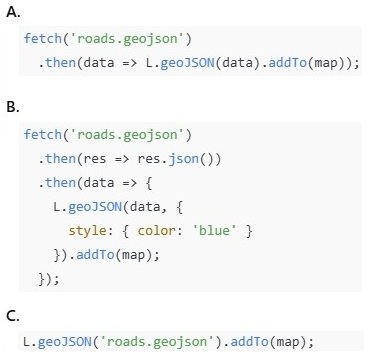 A.
fetch('roads.geojson')
  .then(data => L.geoJSON(data).addTo(map));
B.
fetch('roads.geojson')
  .then(res => res.json())
  .then(data => {
    L.geoJSON(data, {
      style: { color: 'blue' }
    }).addTo(map);
  });
C.
L.geoJSON('roads.geojson').addTo(map);